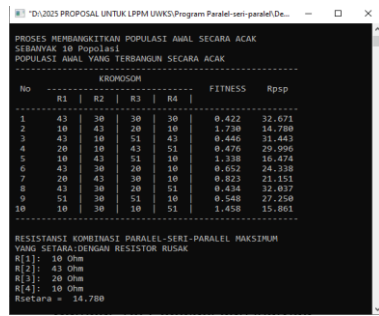 "D:\2025 PROPOSAL UNTUK LPPM UWKS\Program Paralel-seri-paralel\De...
PROSES MEMBANGKITKAN POPULASI AWAL SECARA ACAK
SEBANYAK 10 Popolasi
POPULASI AWAL YANG TERBANGUN SECARA ACAK
KROMOSOM
No FITNESS Rpsp
R1 | R2 | R3 | R4 |
1 43 | 30 | 30 | 30 | 0.422 32.671
2 10 | 43 | 20 | 10 | 1.730 14.780
3 43 | 10 | 51 | 43 | 0.446 31.443
4 20 | 10 | 43 | 51 | 0.476 29.996
5 10 | 43 | 51 | 10 | 1.338 16.474
6 43 | 30 | 20 | 10 | 0.652 24.338
7 20 | 43 | 30 | 10 | 0.823 21.151
8 43 | 30 | 20 | 51 | 0.434 32.037
9 51 | 30 | 51 | 10 | 0.548 27.250
10 10 | 30 | 10 | 51 | 1.458 15.861
RESISTANSI KOMBINASI PARALEL-SERI-PARALEL MAKSIMUM
YANG SETARA:DENGAN RESISTOR RUSAK
R[1]: 10 Ohm
R[2]: 43 Ohm
R[3]: 20 Ohm
R[4]: 10 Ohm
Rsetara = 14.780